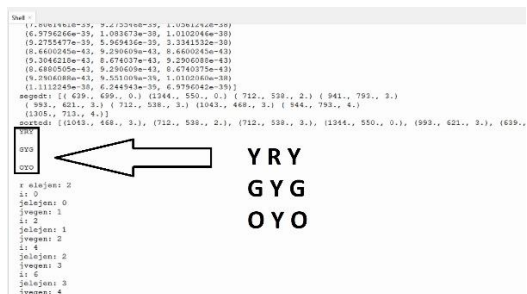 Shell ×
(7.8061461e-39, 9.2755468e-39, 1.0561242e-38)
(6.9796266e-39, 1.083673e-38, 1.0102046e-38)
(9.2755477e-39, 5.969436e-39, 3.3341532e-38)
(8.6600245e-43, 9.290609e-43, 8.6600245e-43)
(9.3046218e-43, 8.674037e-43, 9.2906088e-43)
(8.6880505e-43, 9.290609e-43, 8.6740375e-43)
(9.2906088e-43, 9.551009e-39, 1.0102060e-38)
(1.1112249e-38, 6.244943e-39, 6.9796042e-39)]
segedt: [( 639., 699., 0.) (1344., 550., 0.) ( 712., 538., 2.) ( 941., 793., 3.)
( 993., 621., 3.) ( 712., 538., 3.) (1043., 468., 3.) ( 944., 793., 4.)
(1305., 713., 4.)]
sorted: [(1043., 468., 3.), (712., 538., 2.), (712., 538., 3.), (1344., 550., 0.), (993., 621., 3.), (639.,
YRY
GYG
OYO
Y R Y
G Y G
O Y O
r elejen: 2
i: 0
jelejen: 0
jvegen: 1
i: 2
jelejen: 1
jvegen: 2
i: 4
jelejen: 2
jvegen: 3
i: 6
jelejen: 3
jvegen: 4